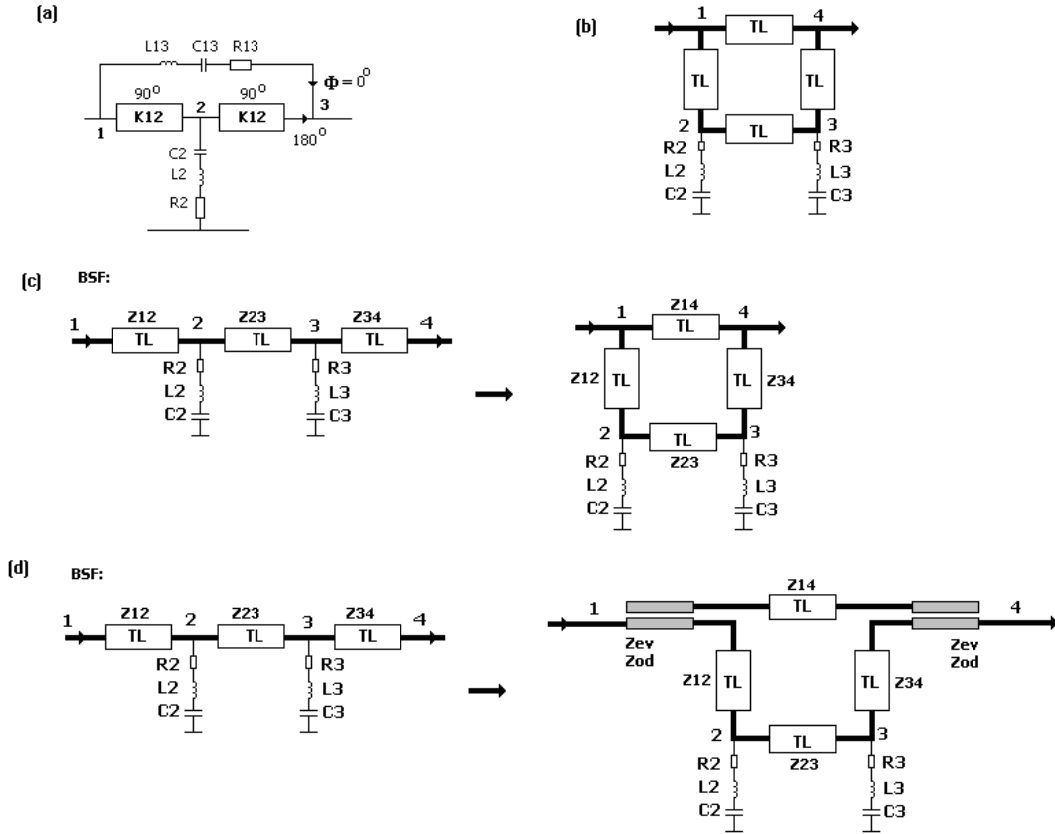 (a)
L13 C13 R13
Φ = 0°
90° 2 90° 3
K12 K12
1 180°
C2
L2
R2
(b)
1 TL 4
TL TL
2 TL 3
R2 R3
L2 L3
C2 C3
(c) BSF:
Z12 Z23 Z34
1 TL 2 TL 3 TL 4
R2 R3
L2 L3
C2 C3
Z14
1 TL 4
Z12 TL TL Z34
2 TL 3
Z23
R2 R3
L2 L3
C2 C3
(d) BSF:
Z12 Z23 Z34
1 TL 2 TL 3 TL 4
R2 R3
L2 L3
C2 C3
Z14
1 TL 4
Zev Zev
Zod Zod
Z12 TL TL Z34
2 TL 3
Z23
R2 R3
L2 L3
C2 C3